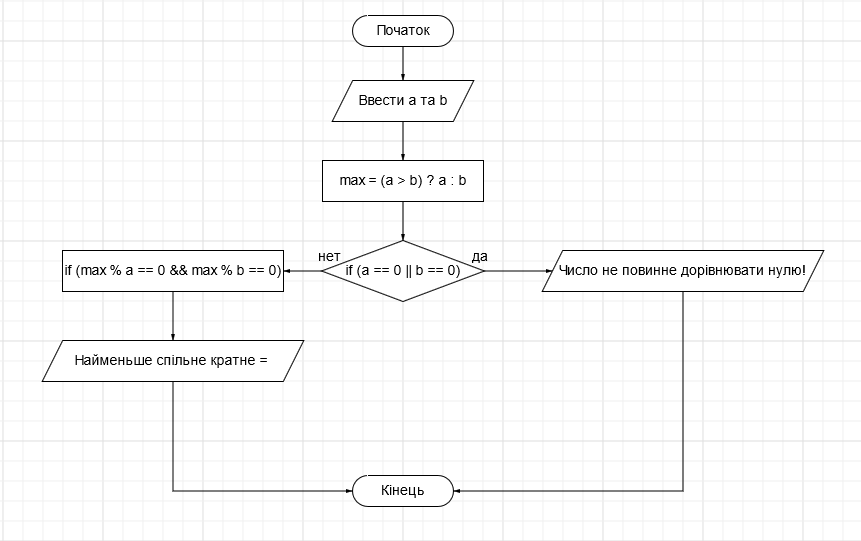 Початок
Ввести a та b
max = (a > b) ? a : b
нет
if (a == 0 || b == 0)
да
if (max % a == 0 && max % b == 0)
Число не повинне дорівнювати нулю!
Найменьше спільне кратне =
Кінець